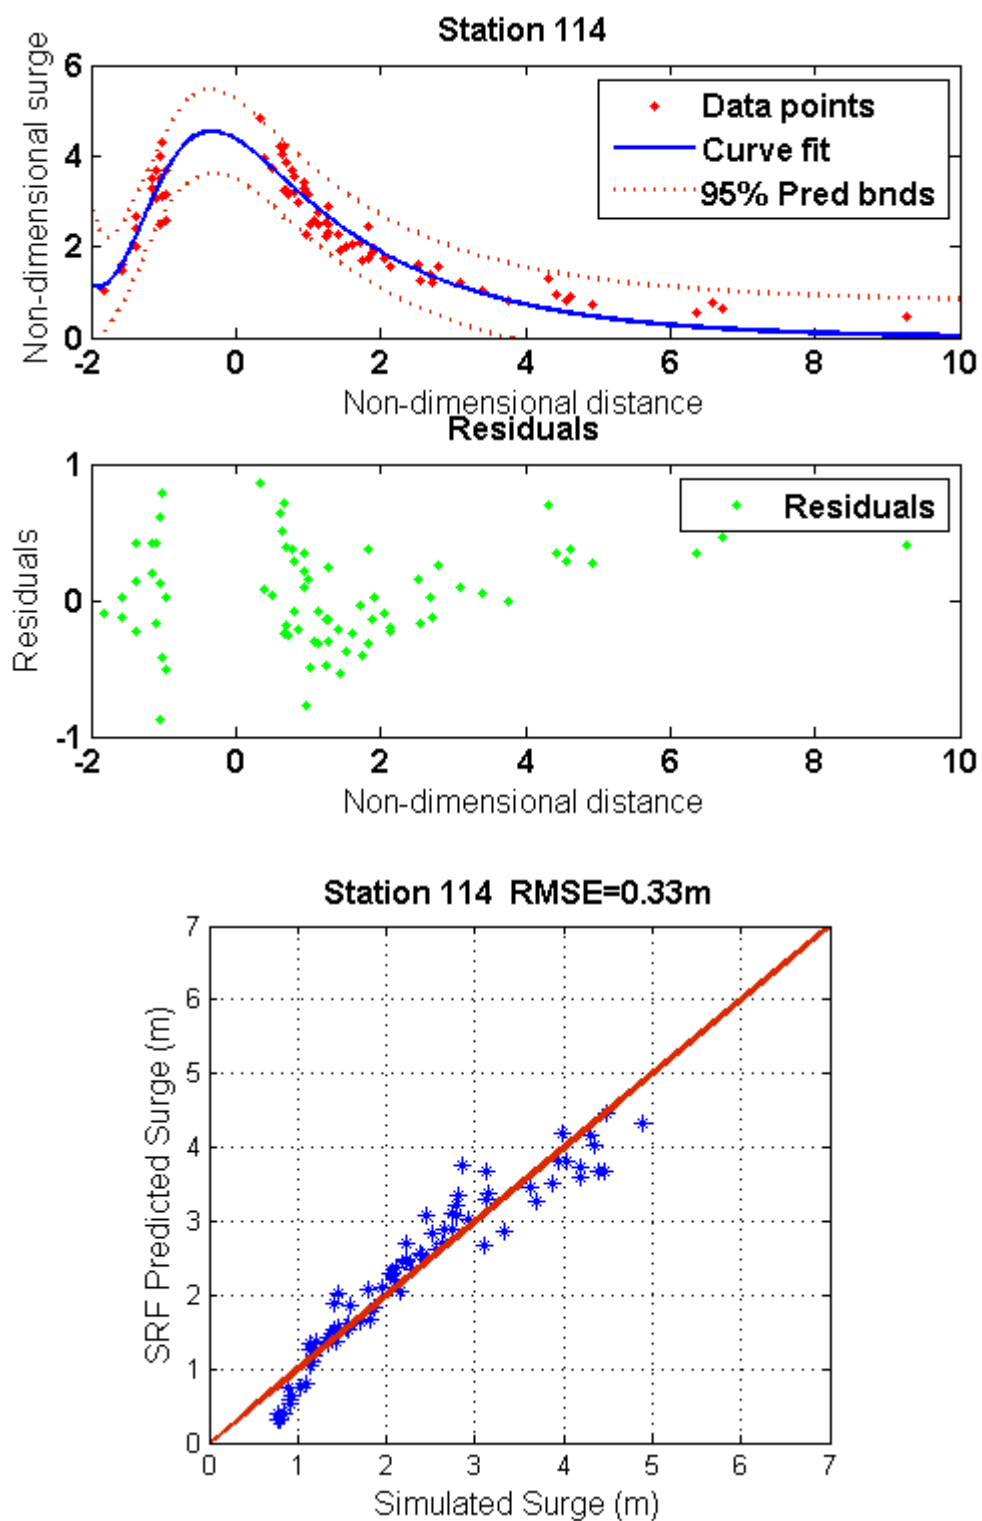 Station 114
Non-dimensional surge
6
4
2
0
Data points
Curve fit
95% Pred bnds
-2 0 2 4 6 8 10
Non-dimensional distance
Residuals
Residuals
1
0
-1
Residuals
-2 0 2 4 6 8 10
Non-dimensional distance
Station 114 RMSE=0.33m
SRF Predicted Surge (m)
7
6
5
4
3
2
1
0
0 1 2 3 4 5 6 7
Simulated Surge (m)